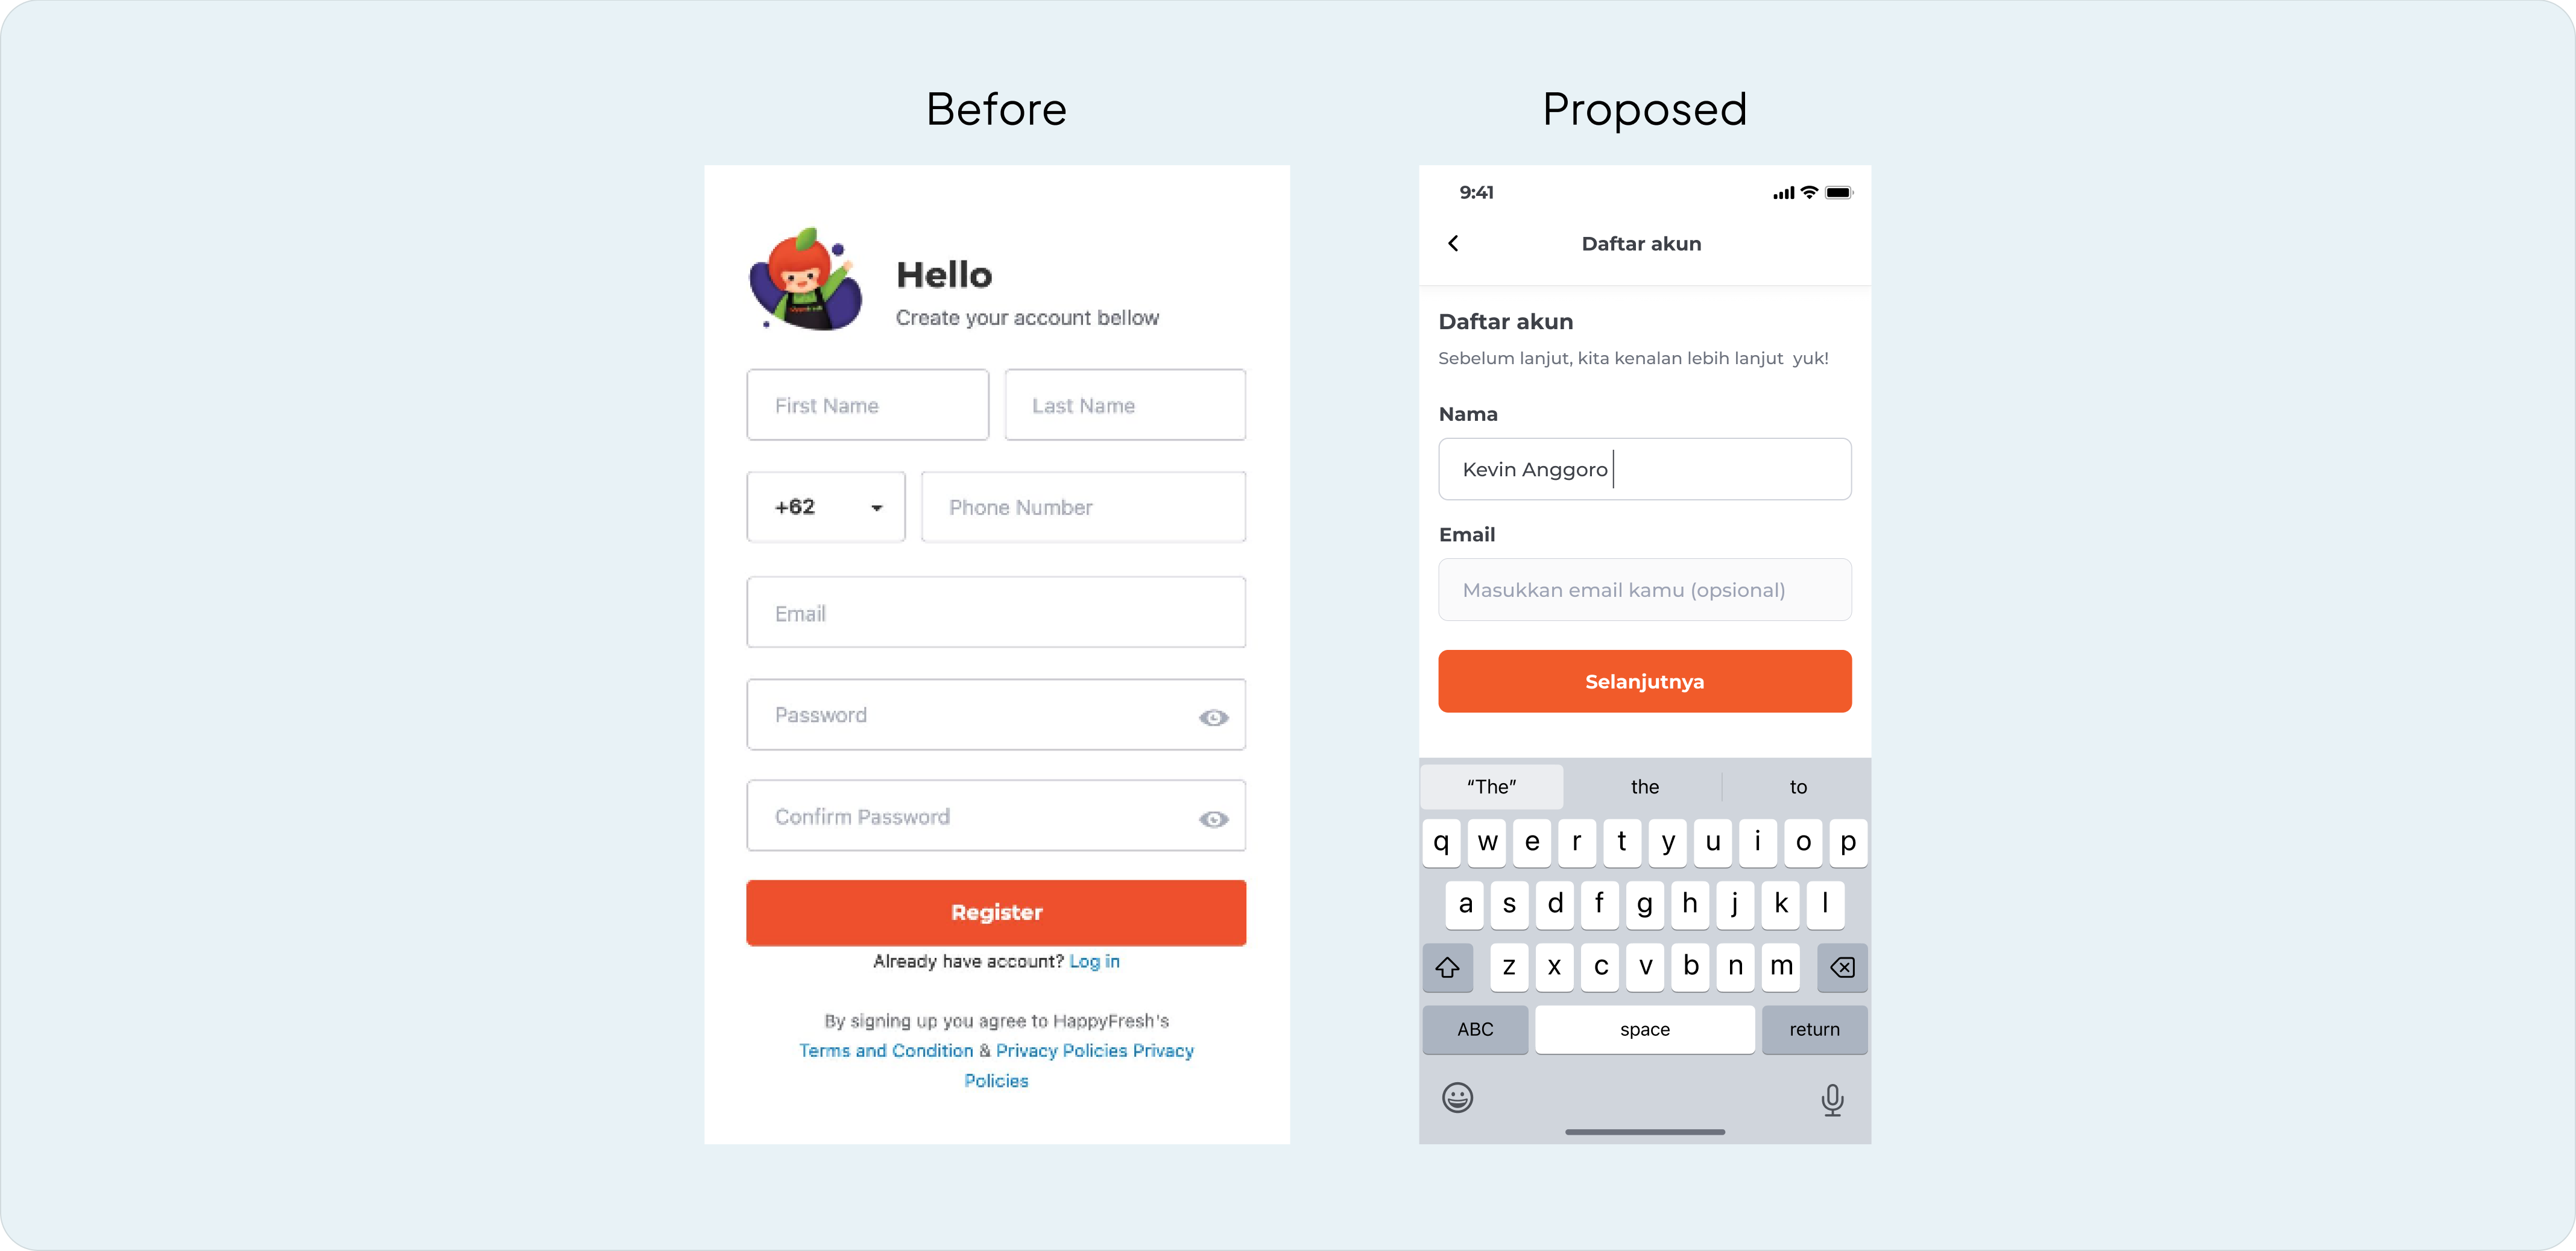 Before
Hello
Create your account bellow
First Name
Last Name
+62
Phone Number
Email
Password
Confirm Password
Register
Already have account? Log in
By signing up you agree to HappyFresh's
Terms and Condition & Privacy Policies Privacy
Policies
Proposed
9:41
Daftar akun
Daftar akun
Sebelum lanjut, kita kenalan lebih lanjut  yuk!
Nama
Kevin Anggoro
Email
Masukkan email kamu (opsional)
Selanjutnya
“The” the to
q w e r t y u i o p
a s d f g h j k l
z x c v b n m
ABC space return